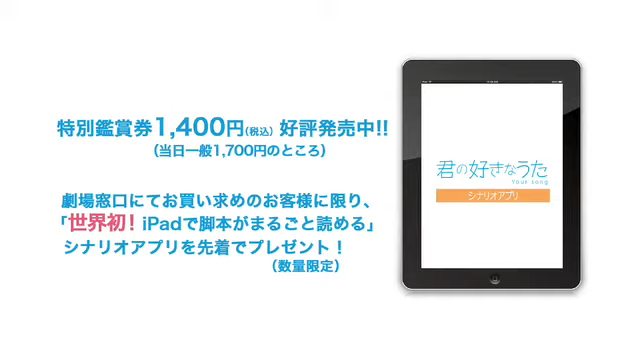 特別鑑賞券1,400円(税込) 好評発売中!!
(当日一般1,700円のところ)
劇場窓口にてお買い求めのお客様に限り、
「世界初! iPadで脚本がまるごと読める」
シナリオアプリを先着でプレゼント!
(数量限定)
君の好きなうた
Your song
シナリオアプリ